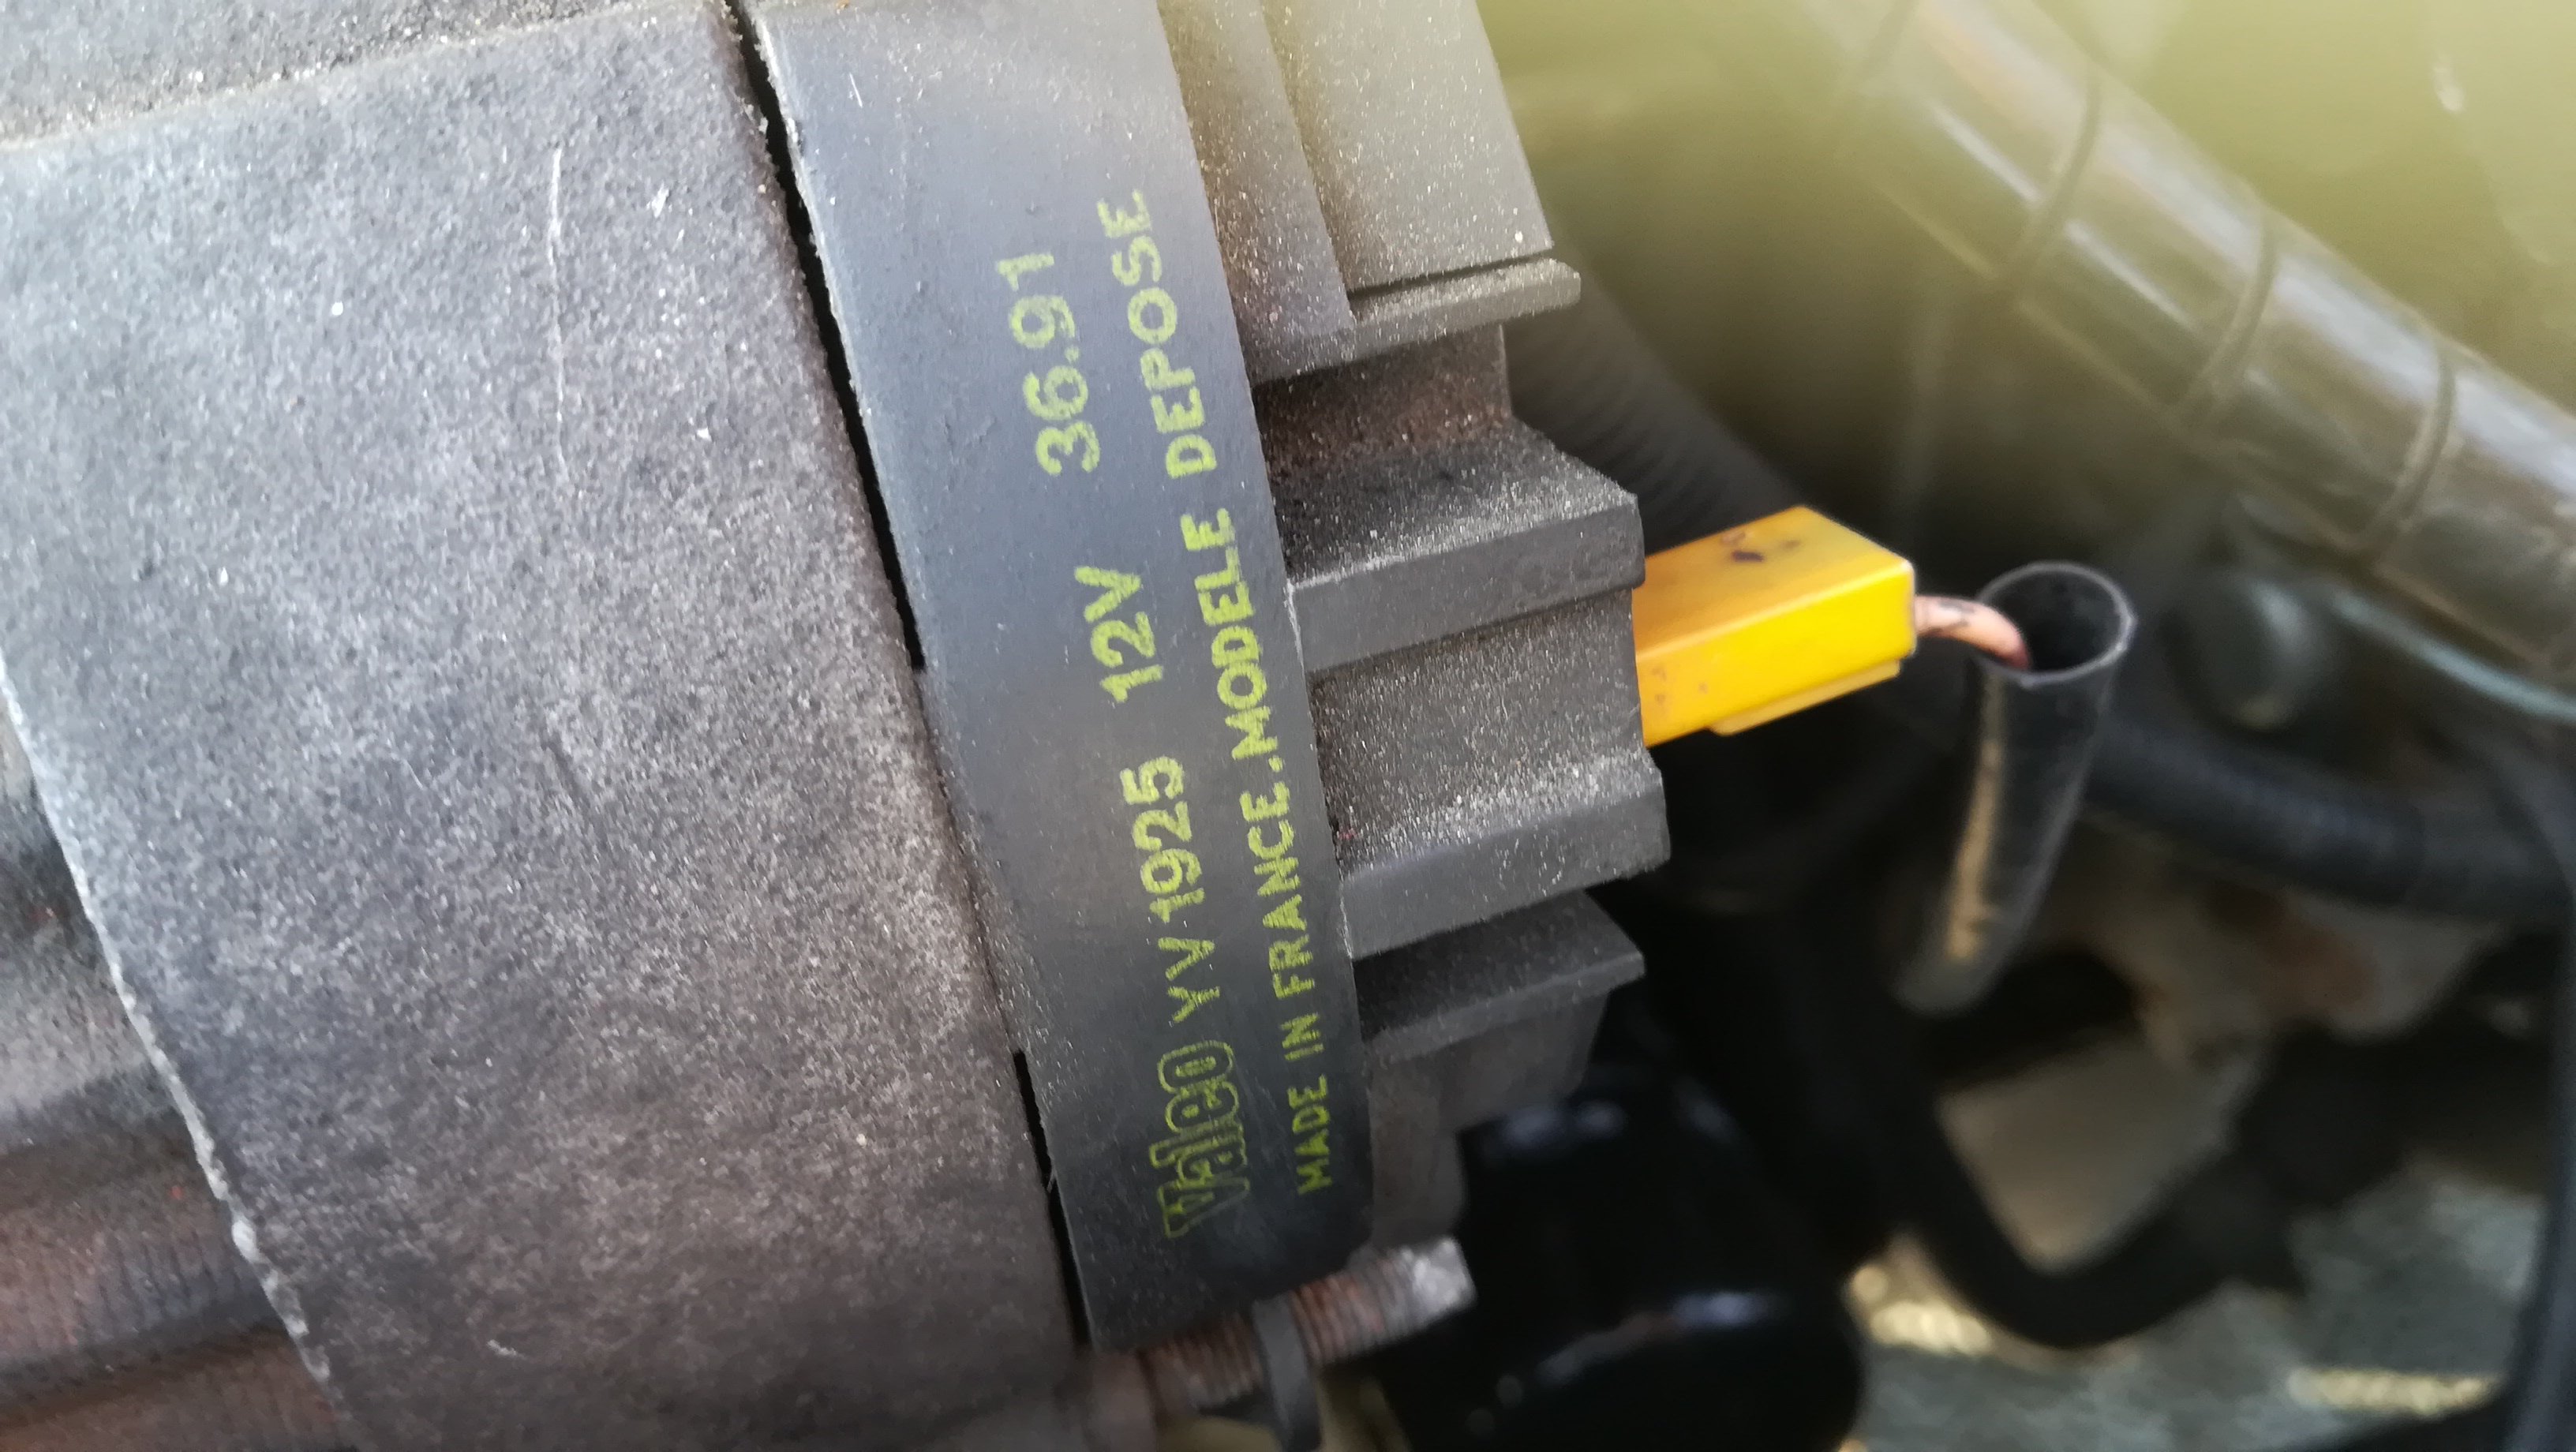 Valeo YV1925 12V 36.91
MADE IN FRANCE.MODELE DEPOSE